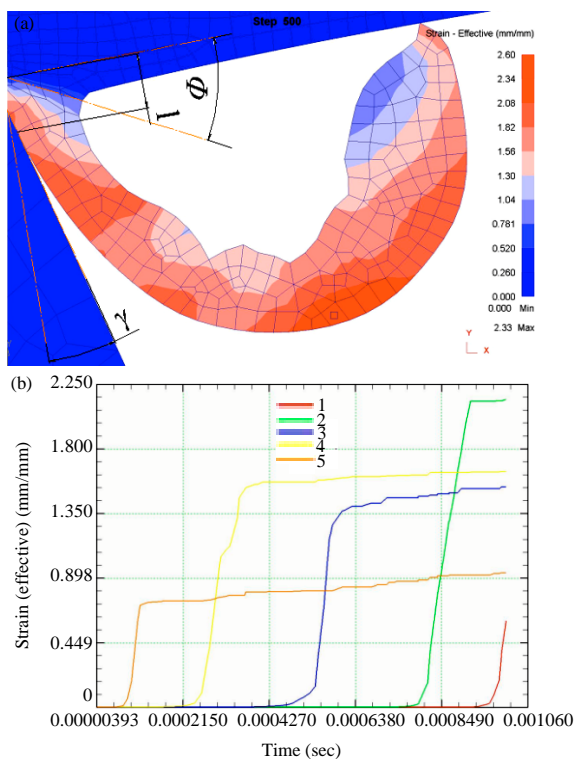 (a)
Step 500
Strain - Effective (mm/mm)
2.60
2.34
2.08
1.82
1.56
1.30
1.04
0.781
0.520
0.260
0.000
0.000 Min
2.33 Max
l
Φ
γ
Y
X
(b)
2.250
1.800
1.350
0.898
0.449
0
Strain (effective) (mm/mm)
1
2
3
4
5
0.00000393 0.0002150 0.0004270 0.0006380 0.0008490 0.001060
Time (sec)